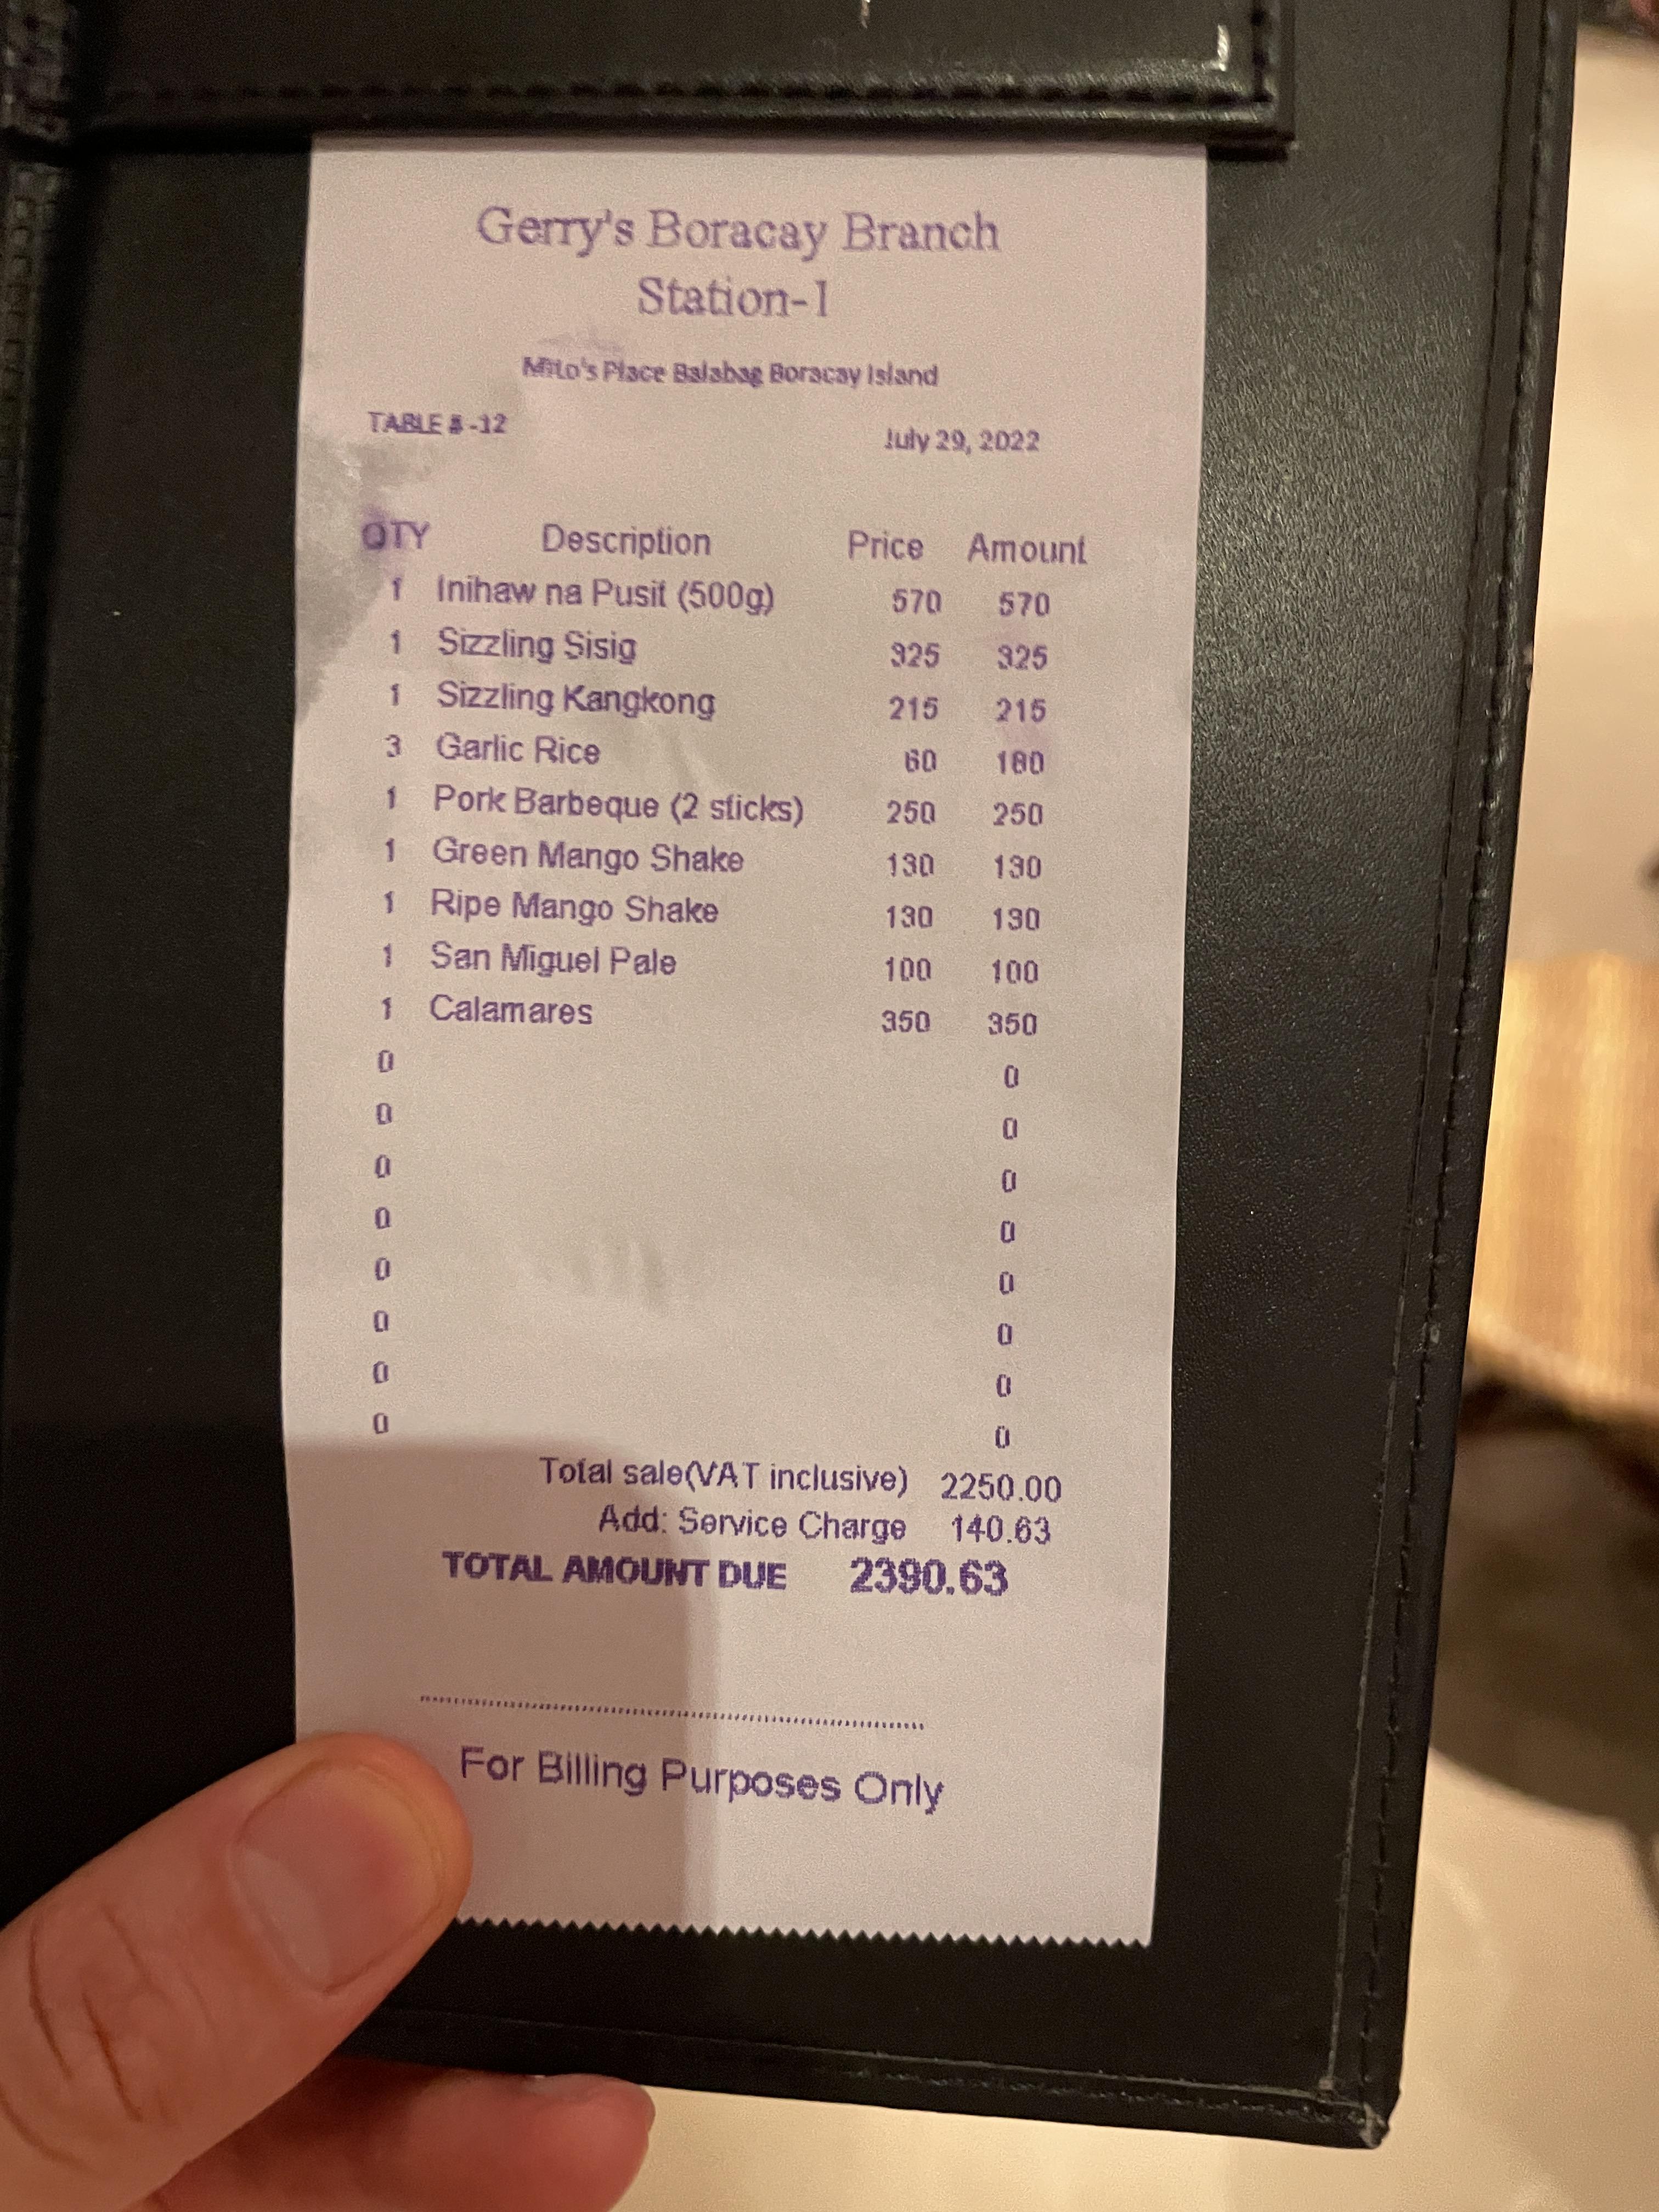 Gerry's Boracay Branch
Station-1
Mito's Place Balabag Boracay Island
TABLE # -12 July 29, 2022
QTY Description Price Amount
1 Inihaw na Pusit (500g) 570 570
1 Sizzling Sisig 325 325
1 Sizzling Kangkong 215 215
3 Garlic Rice 60 180
1 Pork Barbeque (2 sticks) 250 250
1 Green Mango Shake 130 130
1 Ripe Mango Shake 130 130
1 San Miguel Pale 100 100
1 Calamares 350 350
0 0
0 0
0 0
0 0
0 0
0 0
0 0
0 0
Total sale(VAT inclusive) 2250.00
Add: Service Charge 140.63
TOTAL AMOUNT DUE 2390.63
For Billing Purposes Only